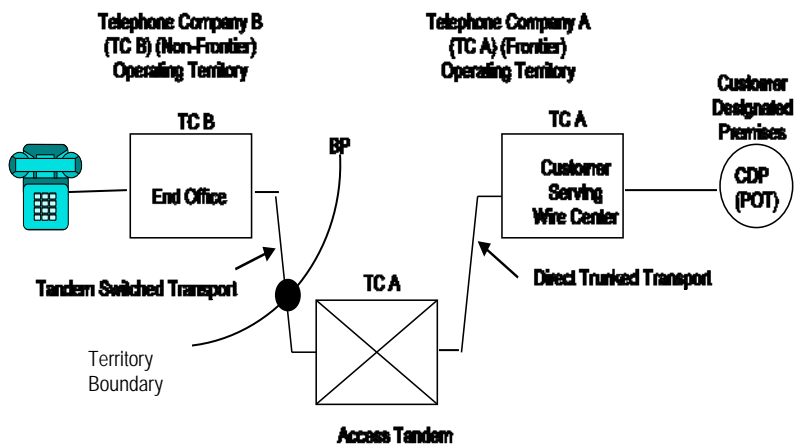 Telephone Company B
(TC B) (Non-Frontier)
Operating Territory
Telephone Company A
(TC A) (Frontier)
Operating Territory
Customer
Designated
Premises
TC B
BP
TC A
End Office
Customer
Serving
Wire Center
CDP
(POT)
Tandem Switched Transport
TC A
Direct Trunked Transport
Territory
Boundary
Access Tandem